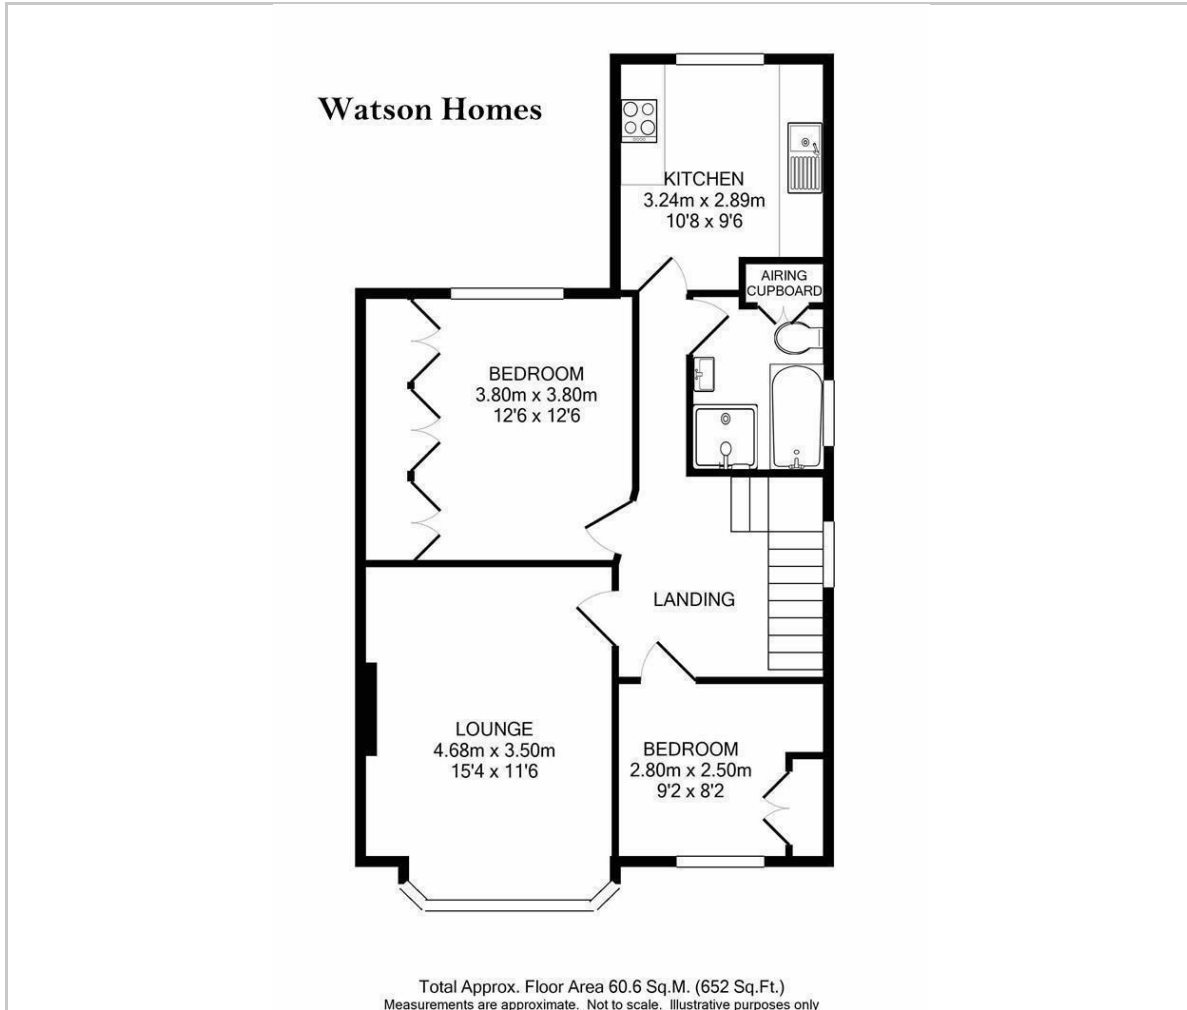 Watson Homes
KITCHEN
3.24m x 2.89m
10'8 x 9'6
AIRING
CUPBOARD
BEDROOM
3.80m x 3.80m
12'6 x 12'6
LANDING
LOUNGE
4.68m x 3.50m
15'4 x 11'6
BEDROOM
2.80m x 2.50m
9'2 x 8'2
Total Approx. Floor Area 60.6 Sq.M. (652 Sq.Ft.)
Measurements are approximate. Not to scale. Illustrative purposes only